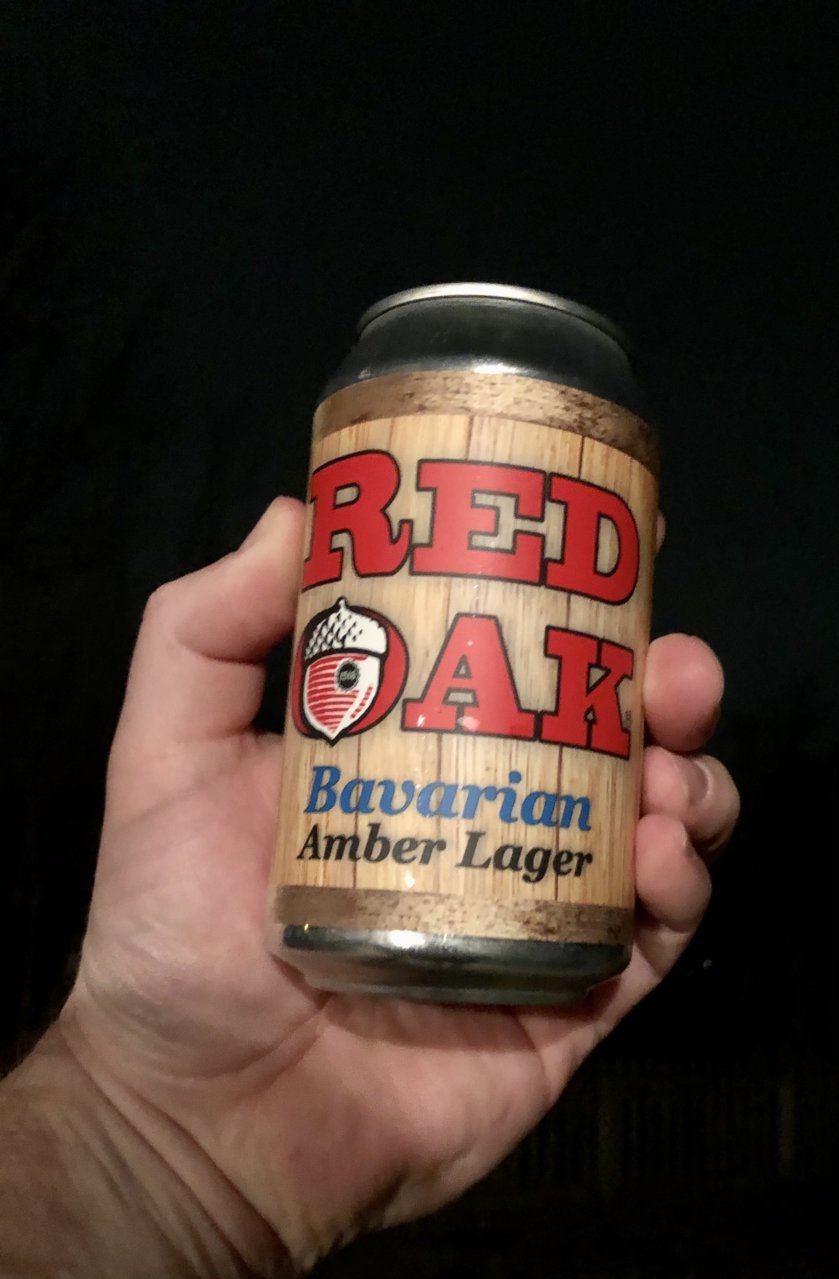 RED
OAK
Bavarian
Amber Lager